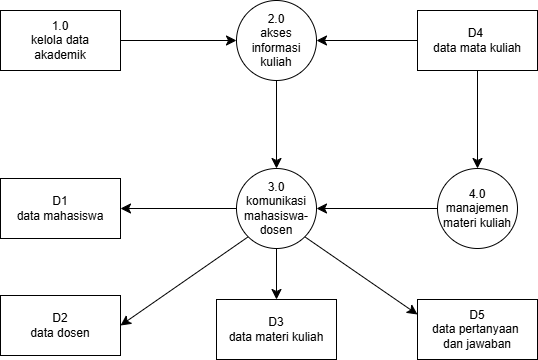 1.0
kelola data
akademik
2.0
akses
informasi
kuliah
D4
data mata kuliah
D1
data mahasiswa
3.0
komunikasi
mahasiswa-
dosen
4.0
manajemen
materi kuliah
D2
data dosen
D3
data materi kuliah
D5
data pertanyaan
dan jawaban